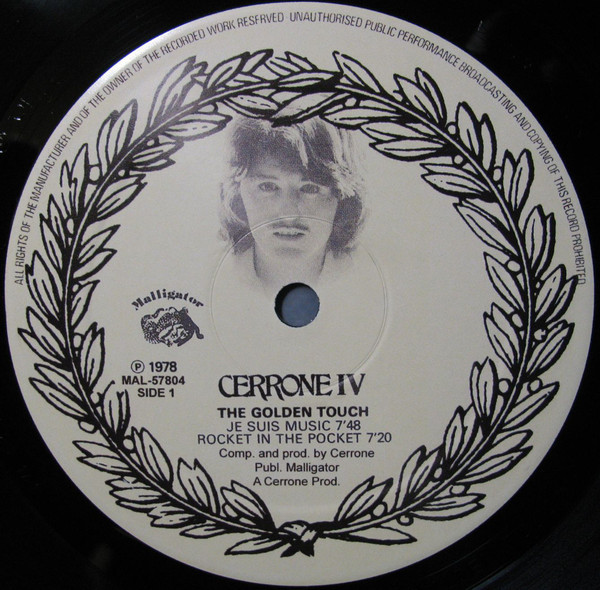 ALL RIGHTS OF THE MANUFACTURER AND OF THE OWNER OF THE RECORDED WORK RESERVED UNAUTHORISED PUBLIC PERFORMANCE BROADCASTING AND COPYING OF THIS RECORD PROHIBITED
Malligator
℗ 1978
MAL-57804
SIDE 1
CERRONE IV
THE GOLDEN TOUCH
JE SUIS MUSIC 7'48
ROCKET IN THE POCKET 7'20
Comp. and prod. by Cerrone
Publ. Malligator
A Cerrone Prod.